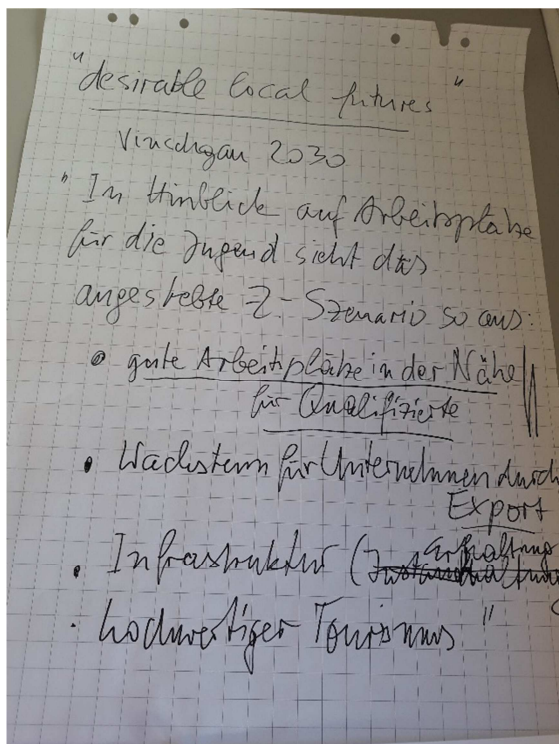 "desirable local futures"
Vinschgau 2030
"In Hinblick auf Arbeitsplätze
für die Jugend sieht das
angestrebte Z-Szenario so aus:
• gute Arbeitsplätze in der Nähe
für Qualifizierte
• Wachstum für Unternehmen durch
Export
• Infrastruktur (
Erhaltung
• hochwertiger Tourismus"